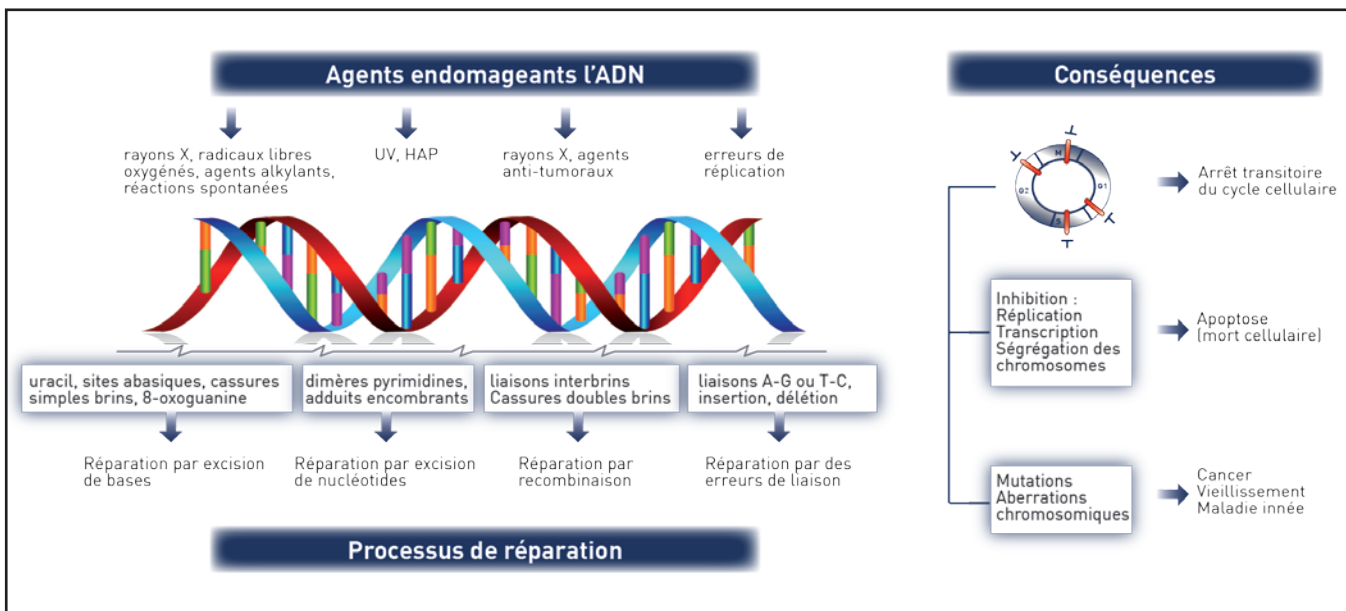 Agents endomageants l'ADN
rayons X, radicaux libres
oxygénés, agents alkylants,
réactions spontanées
UV, HAP
rayons X, agents
anti-tumoraux
erreurs de
réplication
uracil, sites abasiques, cassures
simples brins, 8-oxoguanine
dimères pyrimidines,
adduits encombrants
liaisons interbrins
Cassures doubles brins
liaisons A-G ou T-C,
insertion, délétion
Réparation par excision
de bases
Réparation par excision
de nucléotides
Réparation par
recombinaison
Réparation par des
erreurs de liaison
Processus de réparation
Conséquences
M
G2
G1
S
Arrêt transitoire
du cycle cellulaire
Inhibition :
Réplication
Transcription
Ségrégation des
chromosomes
Apoptose
(mort cellulaire)
Mutations
Aberrations
chromosomiques
Cancer
Vieillissement
Maladie innée